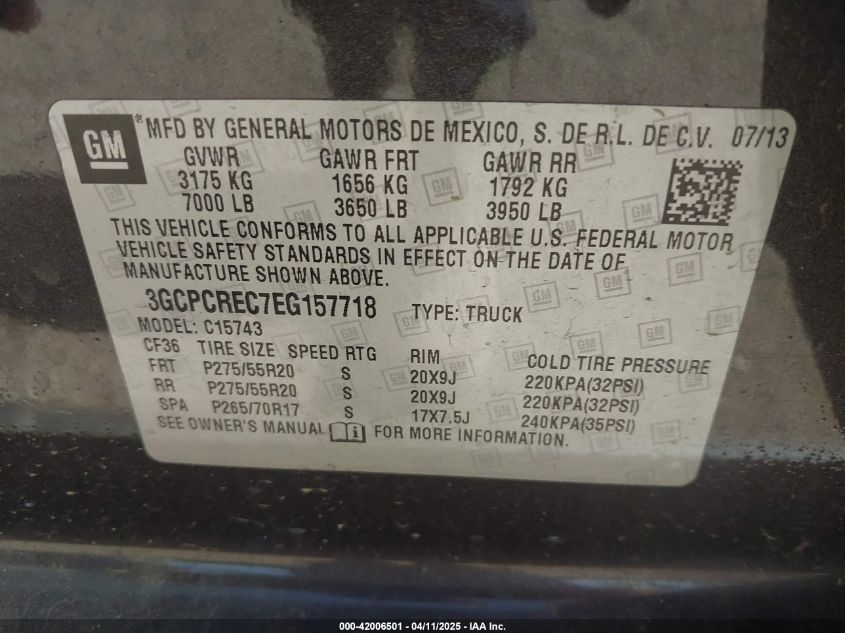 GM ® MFD BY GENERAL MOTORS DE MEXICO, S. DE R.L. DE C.V. 07/13
GVWR GAWR FRT GAWR RR
3175 KG 1656 KG 1792 KG
7000 LB 3650 LB 3950 LB
THIS VEHICLE CONFORMS TO ALL APPLICABLE U.S. FEDERAL MOTOR
VEHICLE SAFETY STANDARDS IN EFFECT ON THE DATE OF
MANUFACTURE SHOWN ABOVE.
3GCPCREC7EG157718 TYPE: TRUCK
MODEL: C15743
CF36 TIRE SIZE SPEED RTG RIM COLD TIRE PRESSURE
FRT P275/55R20 S 20X9J 220KPA(32PSI)
RR P275/55R20 S 20X9J 220KPA(32PSI)
SPA P265/70R17 S 17X7.5J 240KPA(35PSI)
SEE OWNER'S MANUAL FOR MORE INFORMATION.
000-42006501 - 04/11/2025 - IAA Inc.